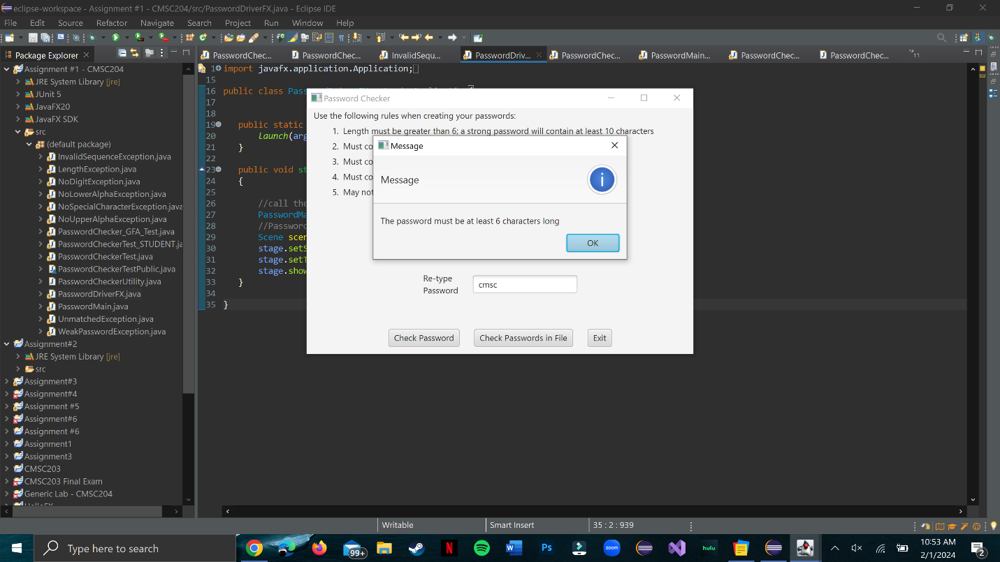 eclipse-workspace - Assignment #1 - CMSC204/src/PasswordDriverFX.java - Eclipse IDE
File Edit Source Refactor Navigate Search Project Run Window Help
Package Explorer
PasswordChec... PasswordChec... InvalidSequ... PasswordDriv... PasswordChec... PasswordMain... PasswordChec... PasswordChec... 11
Assignment #1 - CMSC204
JRE System Library [jre]
JUnit 5
JavaFX20
JavaFX SDK
src
(default package)
InvalidSequenceException.java
LengthException.java
NoDigitException.java
NoLowerAlphaException.java
NoSpecialCharacterException.java
NoUpperAlphaException.java
PasswordChecker_GFA_Test.java
PasswordCheckerTest_STUDENT.ja
PasswordCheckerTest.java
PasswordCheckerTestPublic.java
PasswordCheckerUtility.java
PasswordDriverFX.java
PasswordMain.java
UnmatchedException.java
WeakPasswordException.java
Assignment#2
JRE System Library [jre]
src
Assignment#3
Assignment#4
Assignment #5
Assignment#6
Assignment #6
Assignment1
Assignment3
CMSC203
CMSC203 Final Exam
Generic Lab - CMSC204
HelloFX
1 import javafx.application.Application;
15
16 public class
17
18
19 public static
20 Launch(arg
21 }
22
23 public void st
24 {
25
26 //call the
27 PasswordMa
28 //Password
29 Scene scen
30 stage.setS
31 stage.setT
32 stage.show
33 }
34
35 }
Password Checker
Use the following rules when creating your passwords:
1. Length must be greater than 6; a strong password will contain at least 10 characters
2. Must co
3. Must co
4. Must co
5. May not
Message
Message
i
The password must be at least 6 characters long
OK
Re-type
Password
cmsc
Check Password Check Passwords in File Exit
Writable Smart Insert 35 : 2 : 939
Type here to search
99+
N
W
Ps
zoom
hulu
10:53 AM
2/1/2024
2